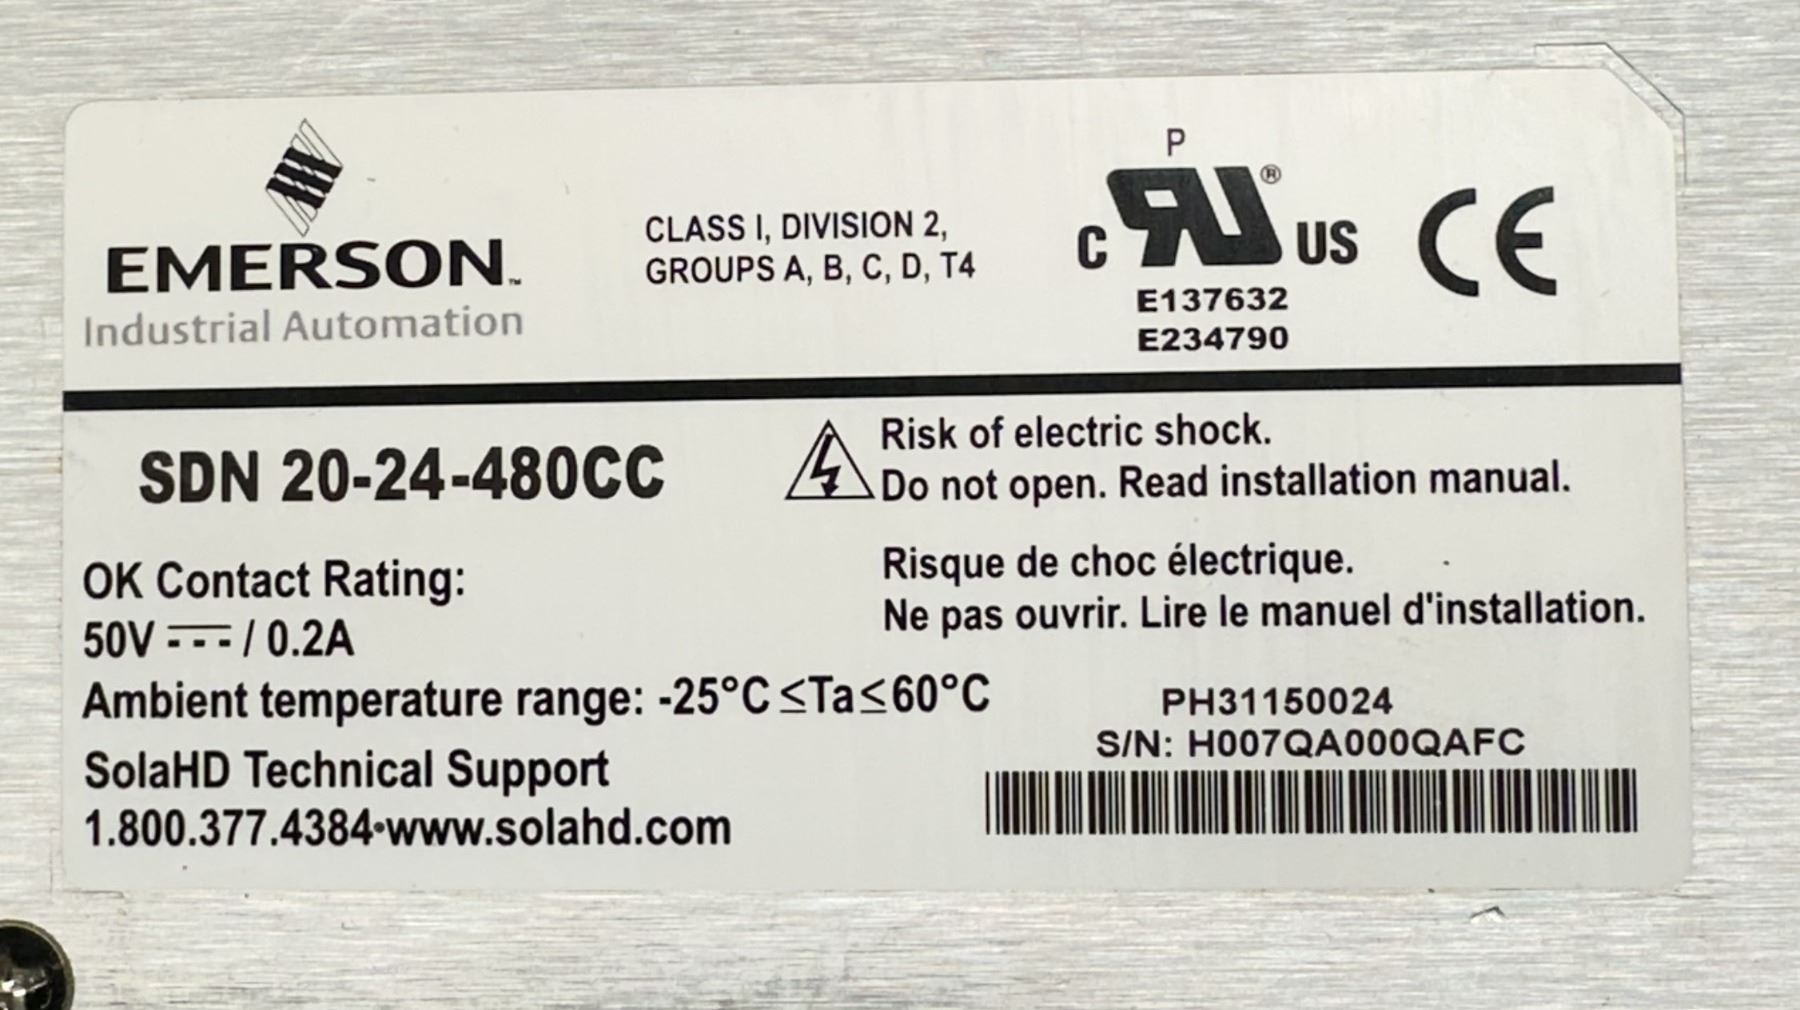 EMERSON™
Industrial Automation
CLASS I, DIVISION 2,
GROUPS A, B, C, D, T4
P
c RU® US CE
E137632
E234790
SDN 20-24-480CC
Risk of electric shock.
Do not open. Read installation manual.
Risque de choc électrique.
Ne pas ouvrir. Lire le manuel d'installation.
OK Contact Rating:
50V ⎓ / 0.2A
Ambient temperature range: -25°C ≤Ta≤60°C
SolaHD Technical Support
1.800.377.4384•www.solahd.com
PH31150024
S/N: H007QA000QAFC